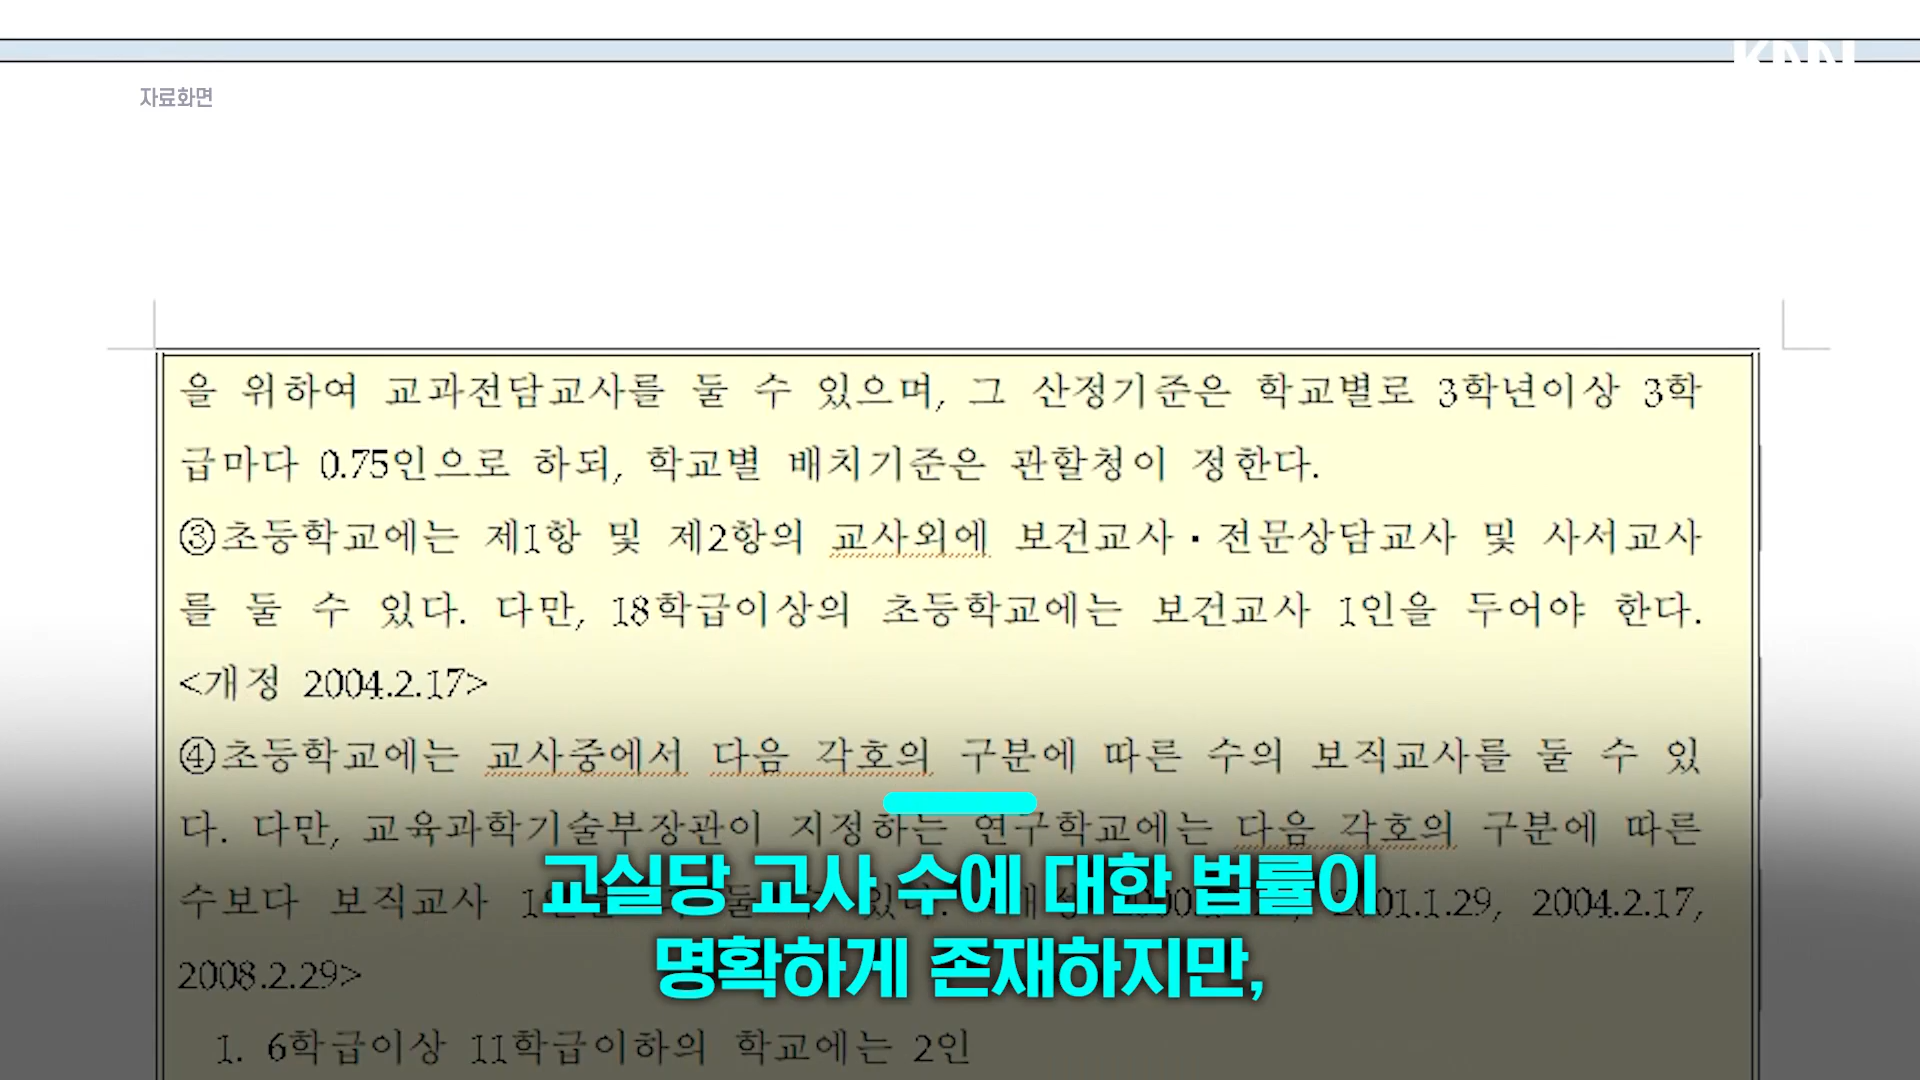 KNN
자료화면
을 위하여 교과전담교사를 둘 수 있으며, 그 산정기준은 학교별로 3학년이상 3학
급마다 0.75인으로 하되, 학교별 배치기준은 관할청이 정한다.
③초등학교에는 제1항 및 제2항의 교사외에 보건교사·전문상담교사 및 사서교사
를 둘 수 있다. 다만, 18학급이상의 초등학교에는 보건교사 1인을 두어야 한다.
<개정 2004.2.17>
④초등학교에는 교사중에서 다음 각호의 구분에 따른 수의 보직교사를 둘 수 있
다. 다만, 교육과학기술부장관이 지정하는 연구학교에는 다음 각호의 구분에 따른
수보다 보직교사 2001.1.29, 2004.2.17,
2008.2.29>
1. 6학급이상 11학급이하의 학교에는 2인
교실당 교사 수에 대한 법률이
명확하게 존재하지만,